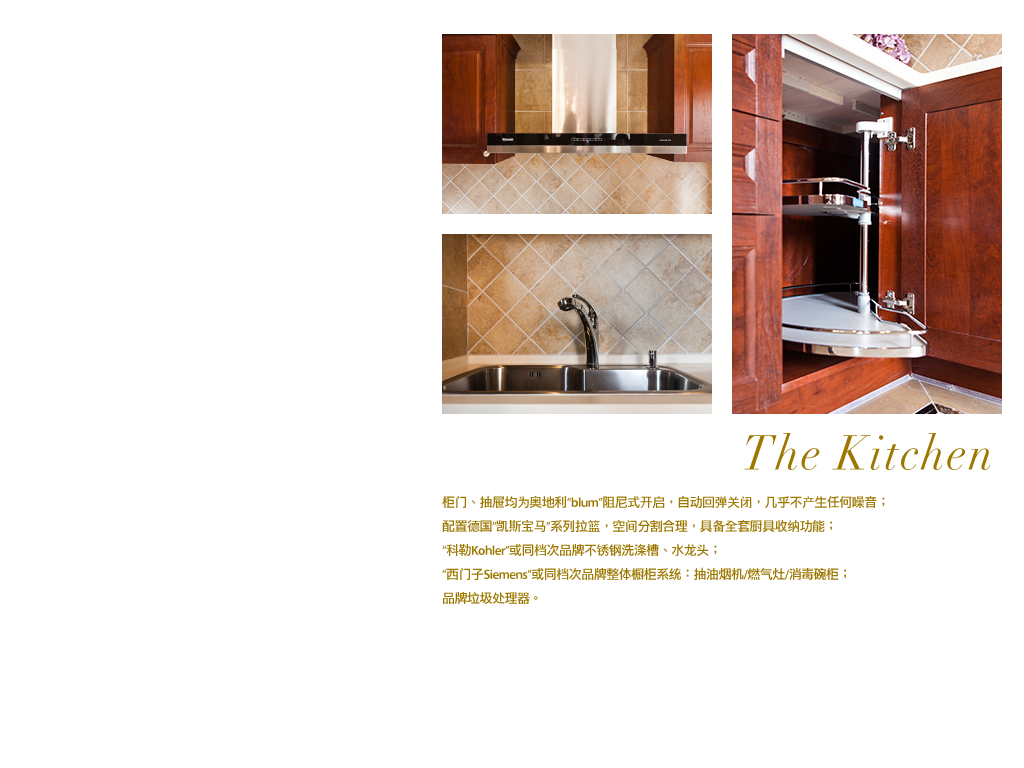 The Kitchen
柜门、抽屉均为奥地利“blum”阻尼式开启，自动回弹关闭，几乎不产生任何噪音；
配置德国“凯斯宝马”系列拉篮，空间分割合理，具备全套厨具收纳功能；
“科勒Kohler”或同档次品牌不锈钢洗涤槽、水龙头；
“西门子Siemens”或同档次品牌整体橱柜系统：抽油烟机/燃气灶/消毒碗柜；
品牌垃圾处理器。